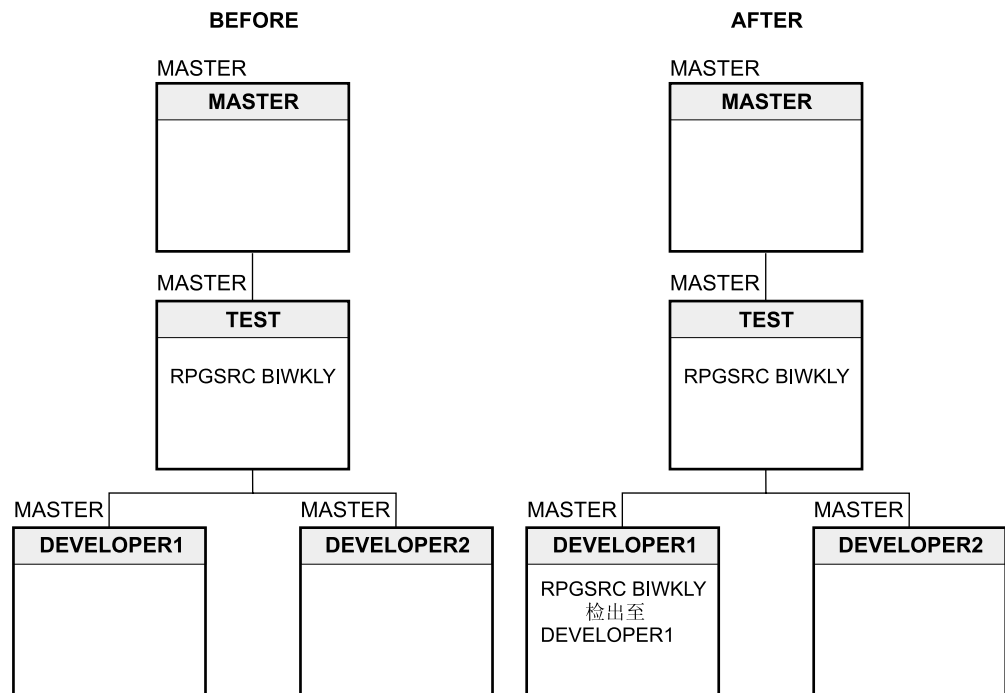 BEFORE
MASTER
MASTER
MASTER
TEST
RPGSRC BIWKLY
MASTER
DEVELOPER1
MASTER
DEVELOPER2
AFTER
MASTER
MASTER
MASTER
TEST
RPGSRC BIWKLY
MASTER
DEVELOPER1
RPGSRC BIWKLY
检出至
DEVELOPER1
MASTER
DEVELOPER2